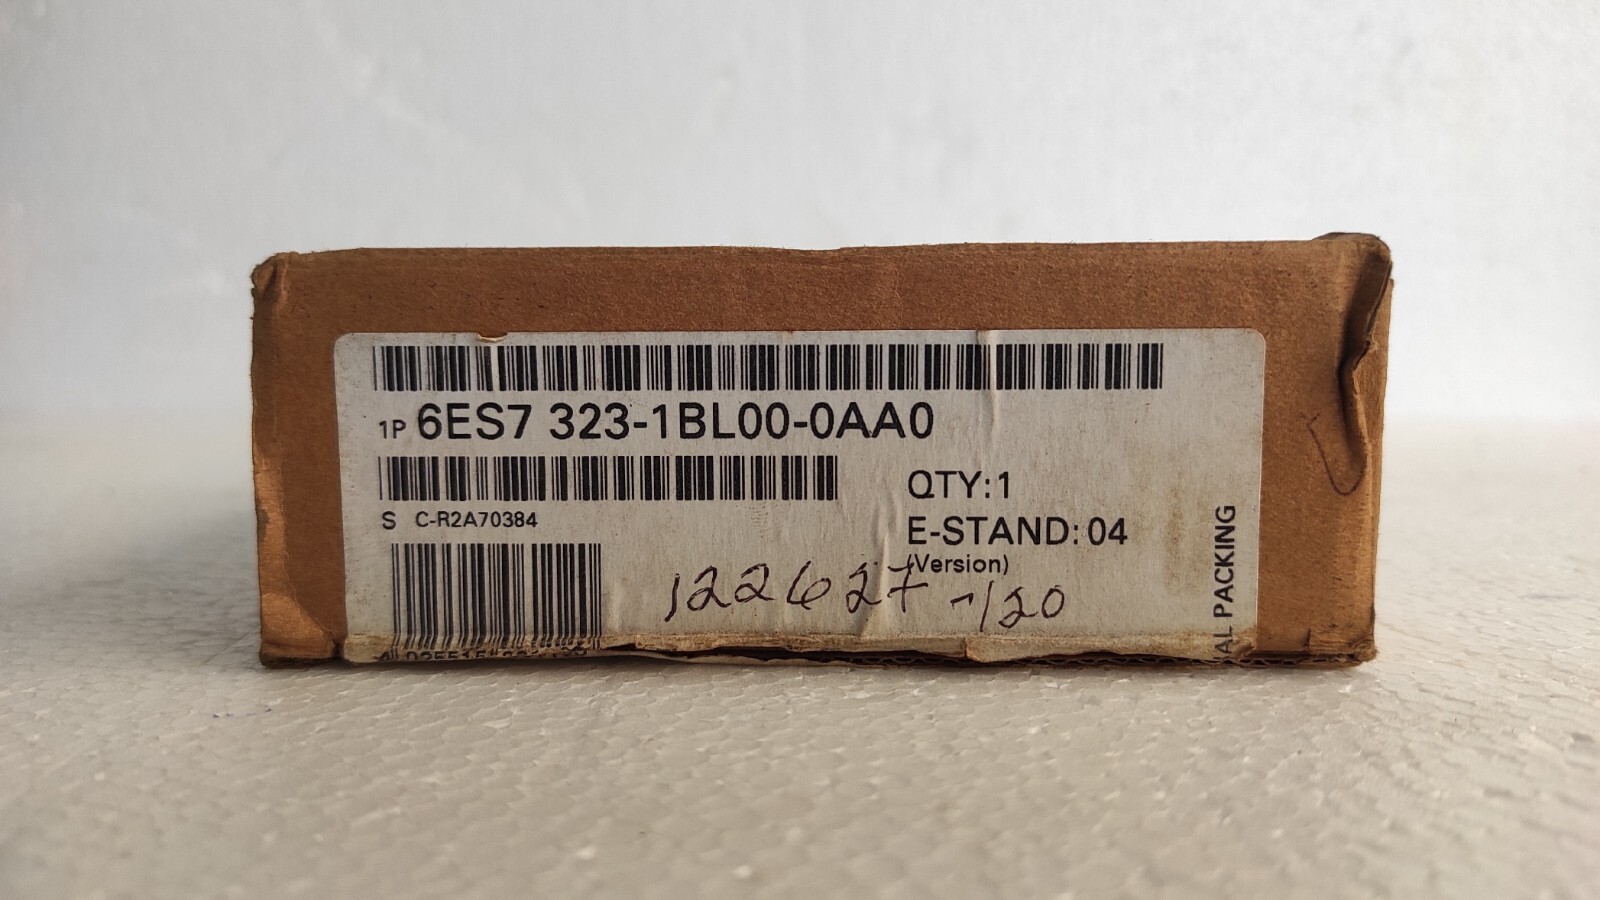 1P 6ES7 323-1BL00-0AA0
QTY:1
S C-R2A70384
E-STAND: 04
(Version)
122627 -120
AL PACKING